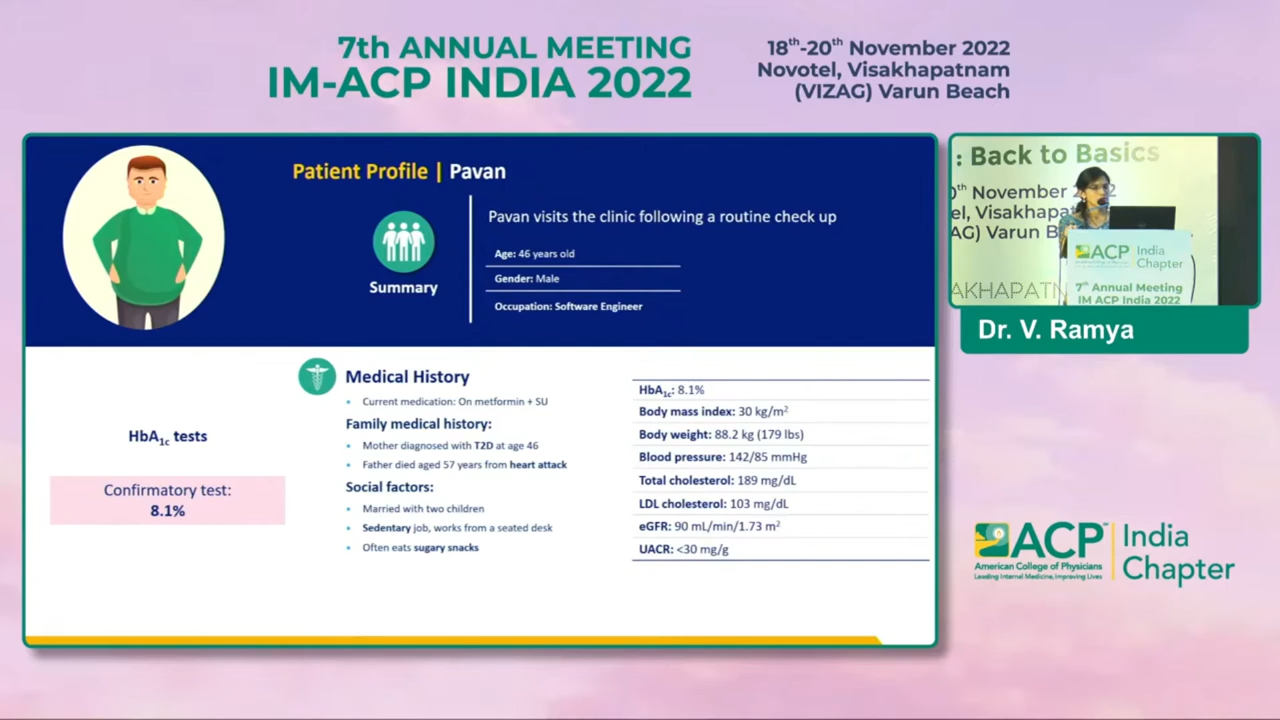 7th ANNUAL MEETING
IM-ACP INDIA 2022
18th-20th November 2022
Novotel, Visakhapatnam
(VIZAG) Varun Beach
Patient Profile | Pavan
Summary
Pavan visits the clinic following a routine check up
Age: 46 years old
Gender: Male
Occupation: Software Engineer
HbA1c tests
Confirmatory test:
8.1%
Medical History
• Current medication: On metformin + SU
Family medical history:
• Mother diagnosed with T2D at age 46
• Father died aged 57 years from heart attack
Social factors:
• Married with two children
• Sedentary job, works from a seated desk
• Often eats sugary snacks
HbA1c: 8.1%
Body mass index: 30 kg/m2
Body weight: 88.2 kg (179 lbs)
Blood pressure: 142/85 mmHg
Total cholesterol: 189 mg/dL
LDL cholesterol: 103 mg/dL
eGFR: 90 mL/min/1.73 m2
UACR: <30 mg/g
: Back to Basics
0th November 2022
el, Visakhapa
AG) Varun B
AKHAPATN
ACP India
Chapter
7th Annual Meeting
IM ACP India 2022
Dr. V. Ramya
ACP™
American College of Physicians
Leading Internal Medicine, Improving Lives
India
Chapter